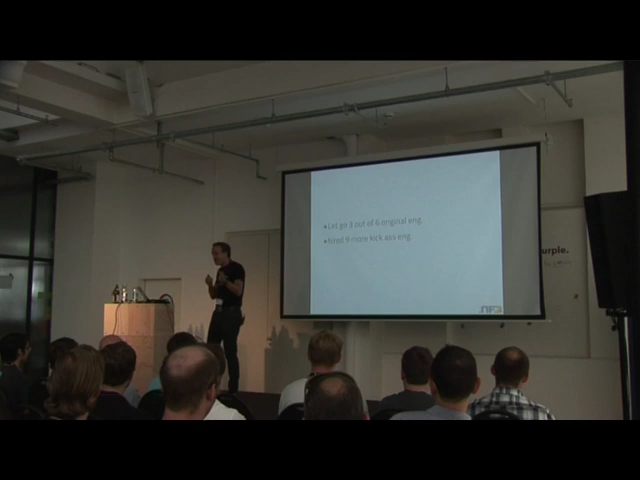 Let go 3 out of 6 original eng.
hired 9 more kick ass eng.
urple.